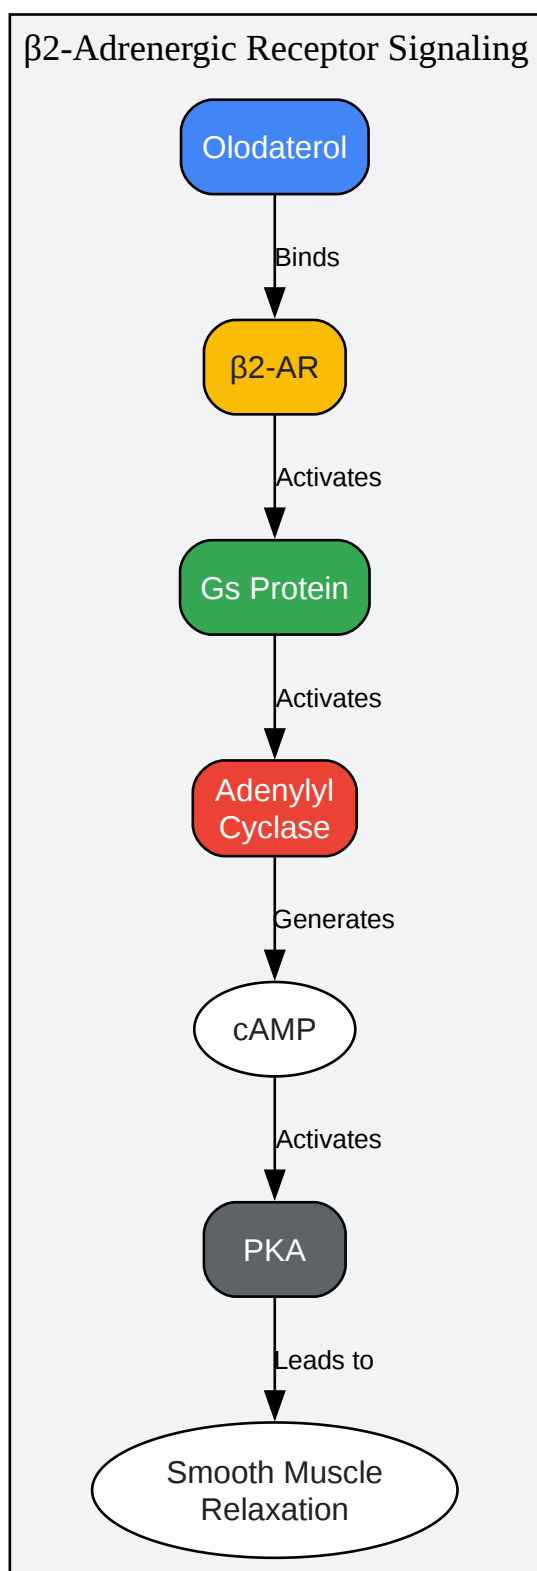 β2-Adrenergic Receptor Signaling
Olodaterol
Binds
β2-AR
Activates
Gs Protein
Activates
Adenylyl
Cyclase
Generates
cAMP
Activates
PKA
Leads to
Smooth Muscle
Relaxation